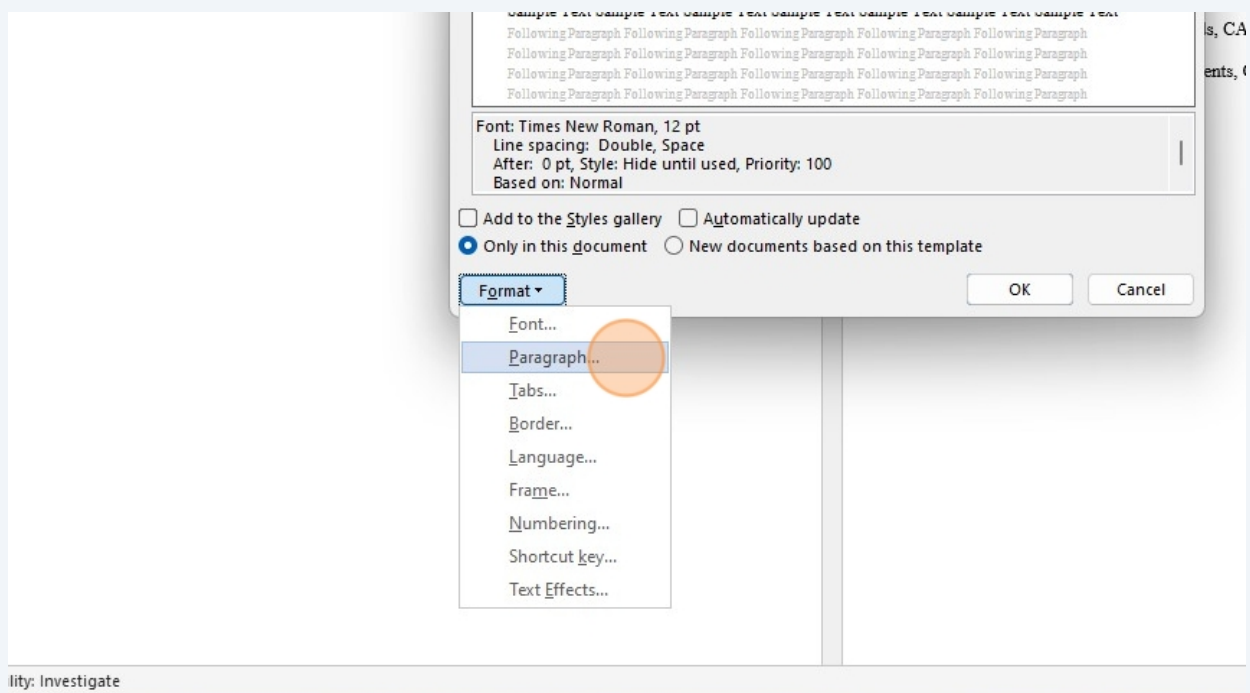 Sample Text Sample Text Sample Text Sample Text Sample Text Sample Text Sample Text
Following Paragraph Following Paragraph Following Paragraph Following Paragraph Following Paragraph
Following Paragraph Following Paragraph Following Paragraph Following Paragraph Following Paragraph
Following Paragraph Following Paragraph Following Paragraph Following Paragraph Following Paragraph
Following Paragraph Following Paragraph Following Paragraph Following Paragraph Following Paragraph
ls, CA
ents,
Font: Times New Roman, 12 pt
Line spacing: Double, Space
After: 0 pt, Style: Hide until used, Priority: 100
Based on: Normal
Add to the Styles gallery Automatically update
Only in this document New documents based on this template
Format OK Cancel
Font...
Paragraph...
Tabs...
Border...
Language...
Frame...
Numbering...
Shortcut key...
Text Effects...
lity: Investigate